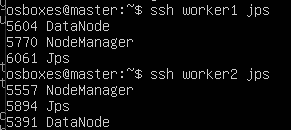 osboxes@master:~$ ssh worker1 jps
5604 DataNode
5770 NodeManager
6061 Jps
osboxes@master:~$ ssh worker2 jps
5557 NodeManager
5894 Jps
5391 DataNode